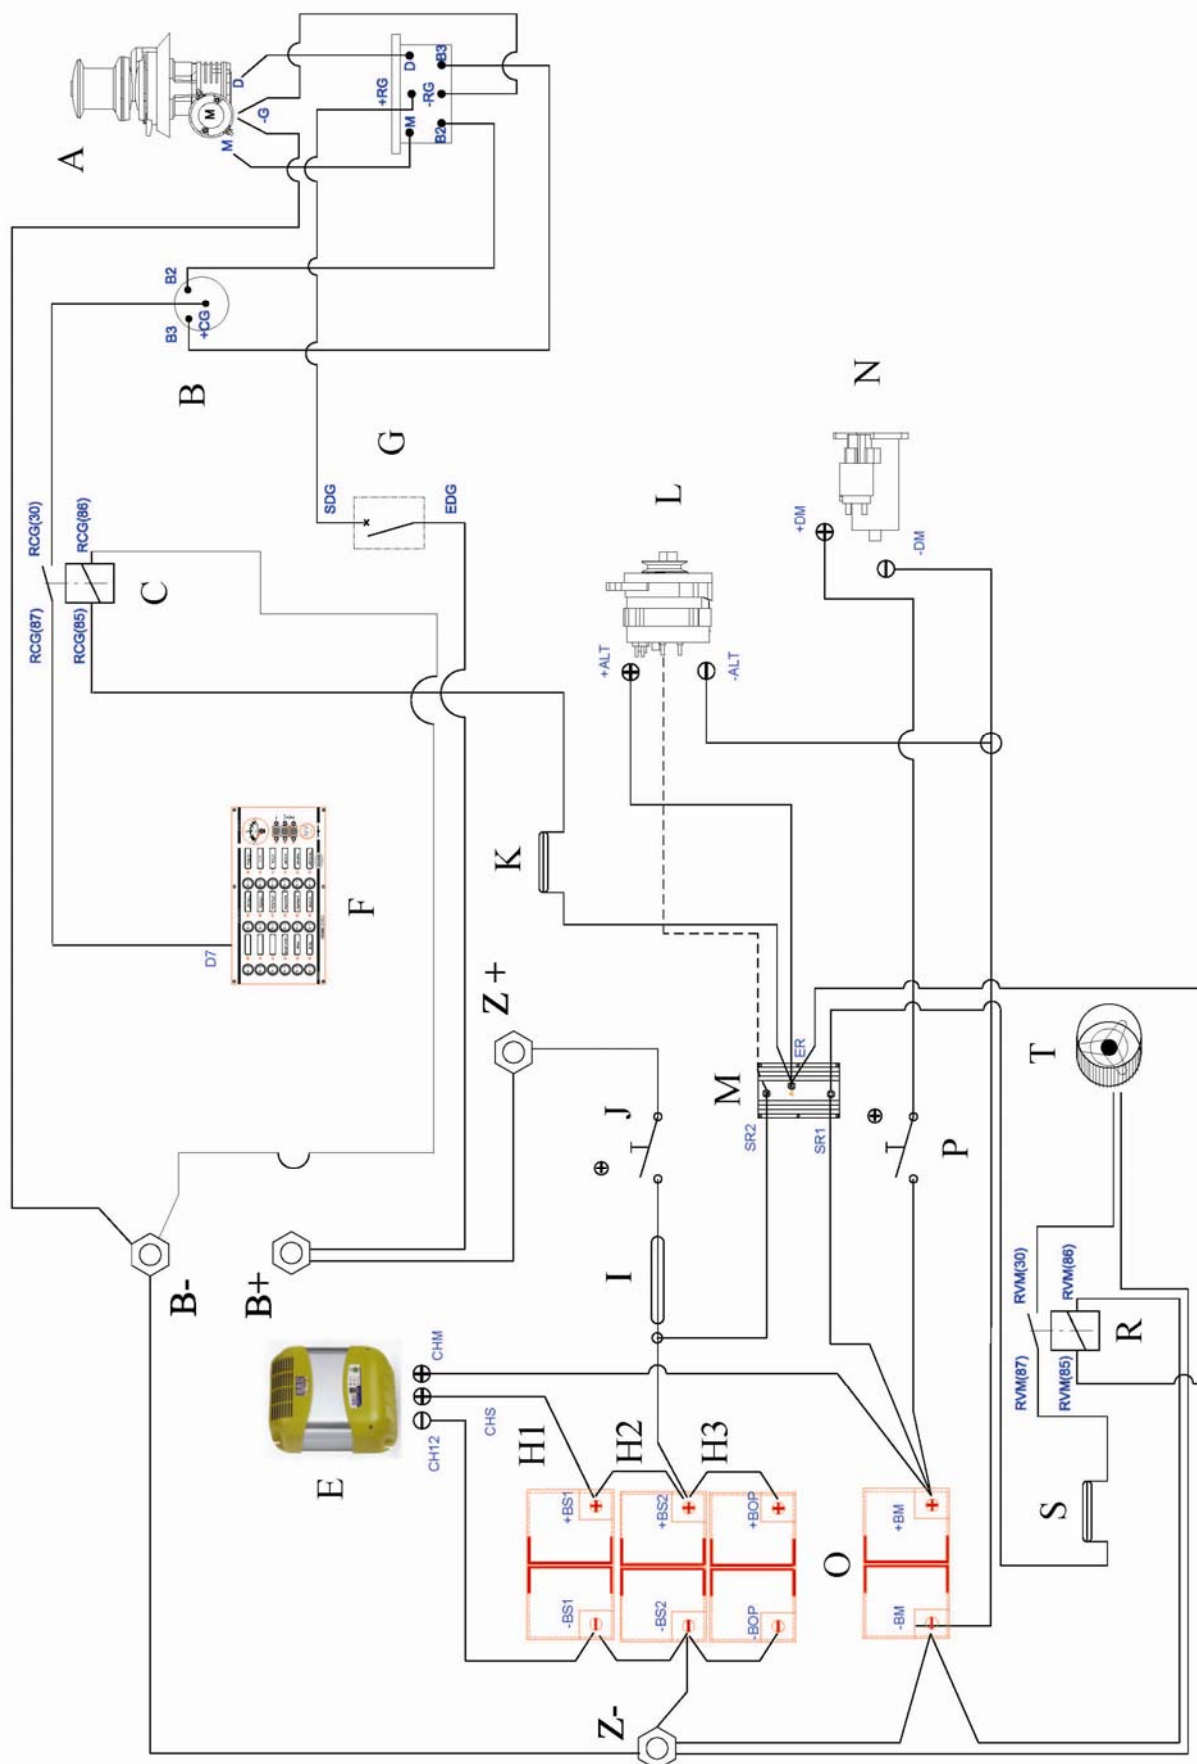 A
M
D
-G
M
D
B3
+RG
-RG
M
B2
B2
B3
+CG
B
RCG(30)
RCG(86)
RCG(87)
RCG(85)
C
G
SDG
EDG
N
+DM
-DM
L
+ALT
-ALT
D7
F
K
Z +
B-
B+
J
M
ER
SR2
SR1
P
T
I
E
CHM
CHS
CH12
H1
H2
H3
+BS1
-BS1
+BS2
-BS2
+BOP
-BOP
O
+BM
-BM
RVM(30)
RVM(86)
RVM(87)
RVM(85)
R
S
Z-